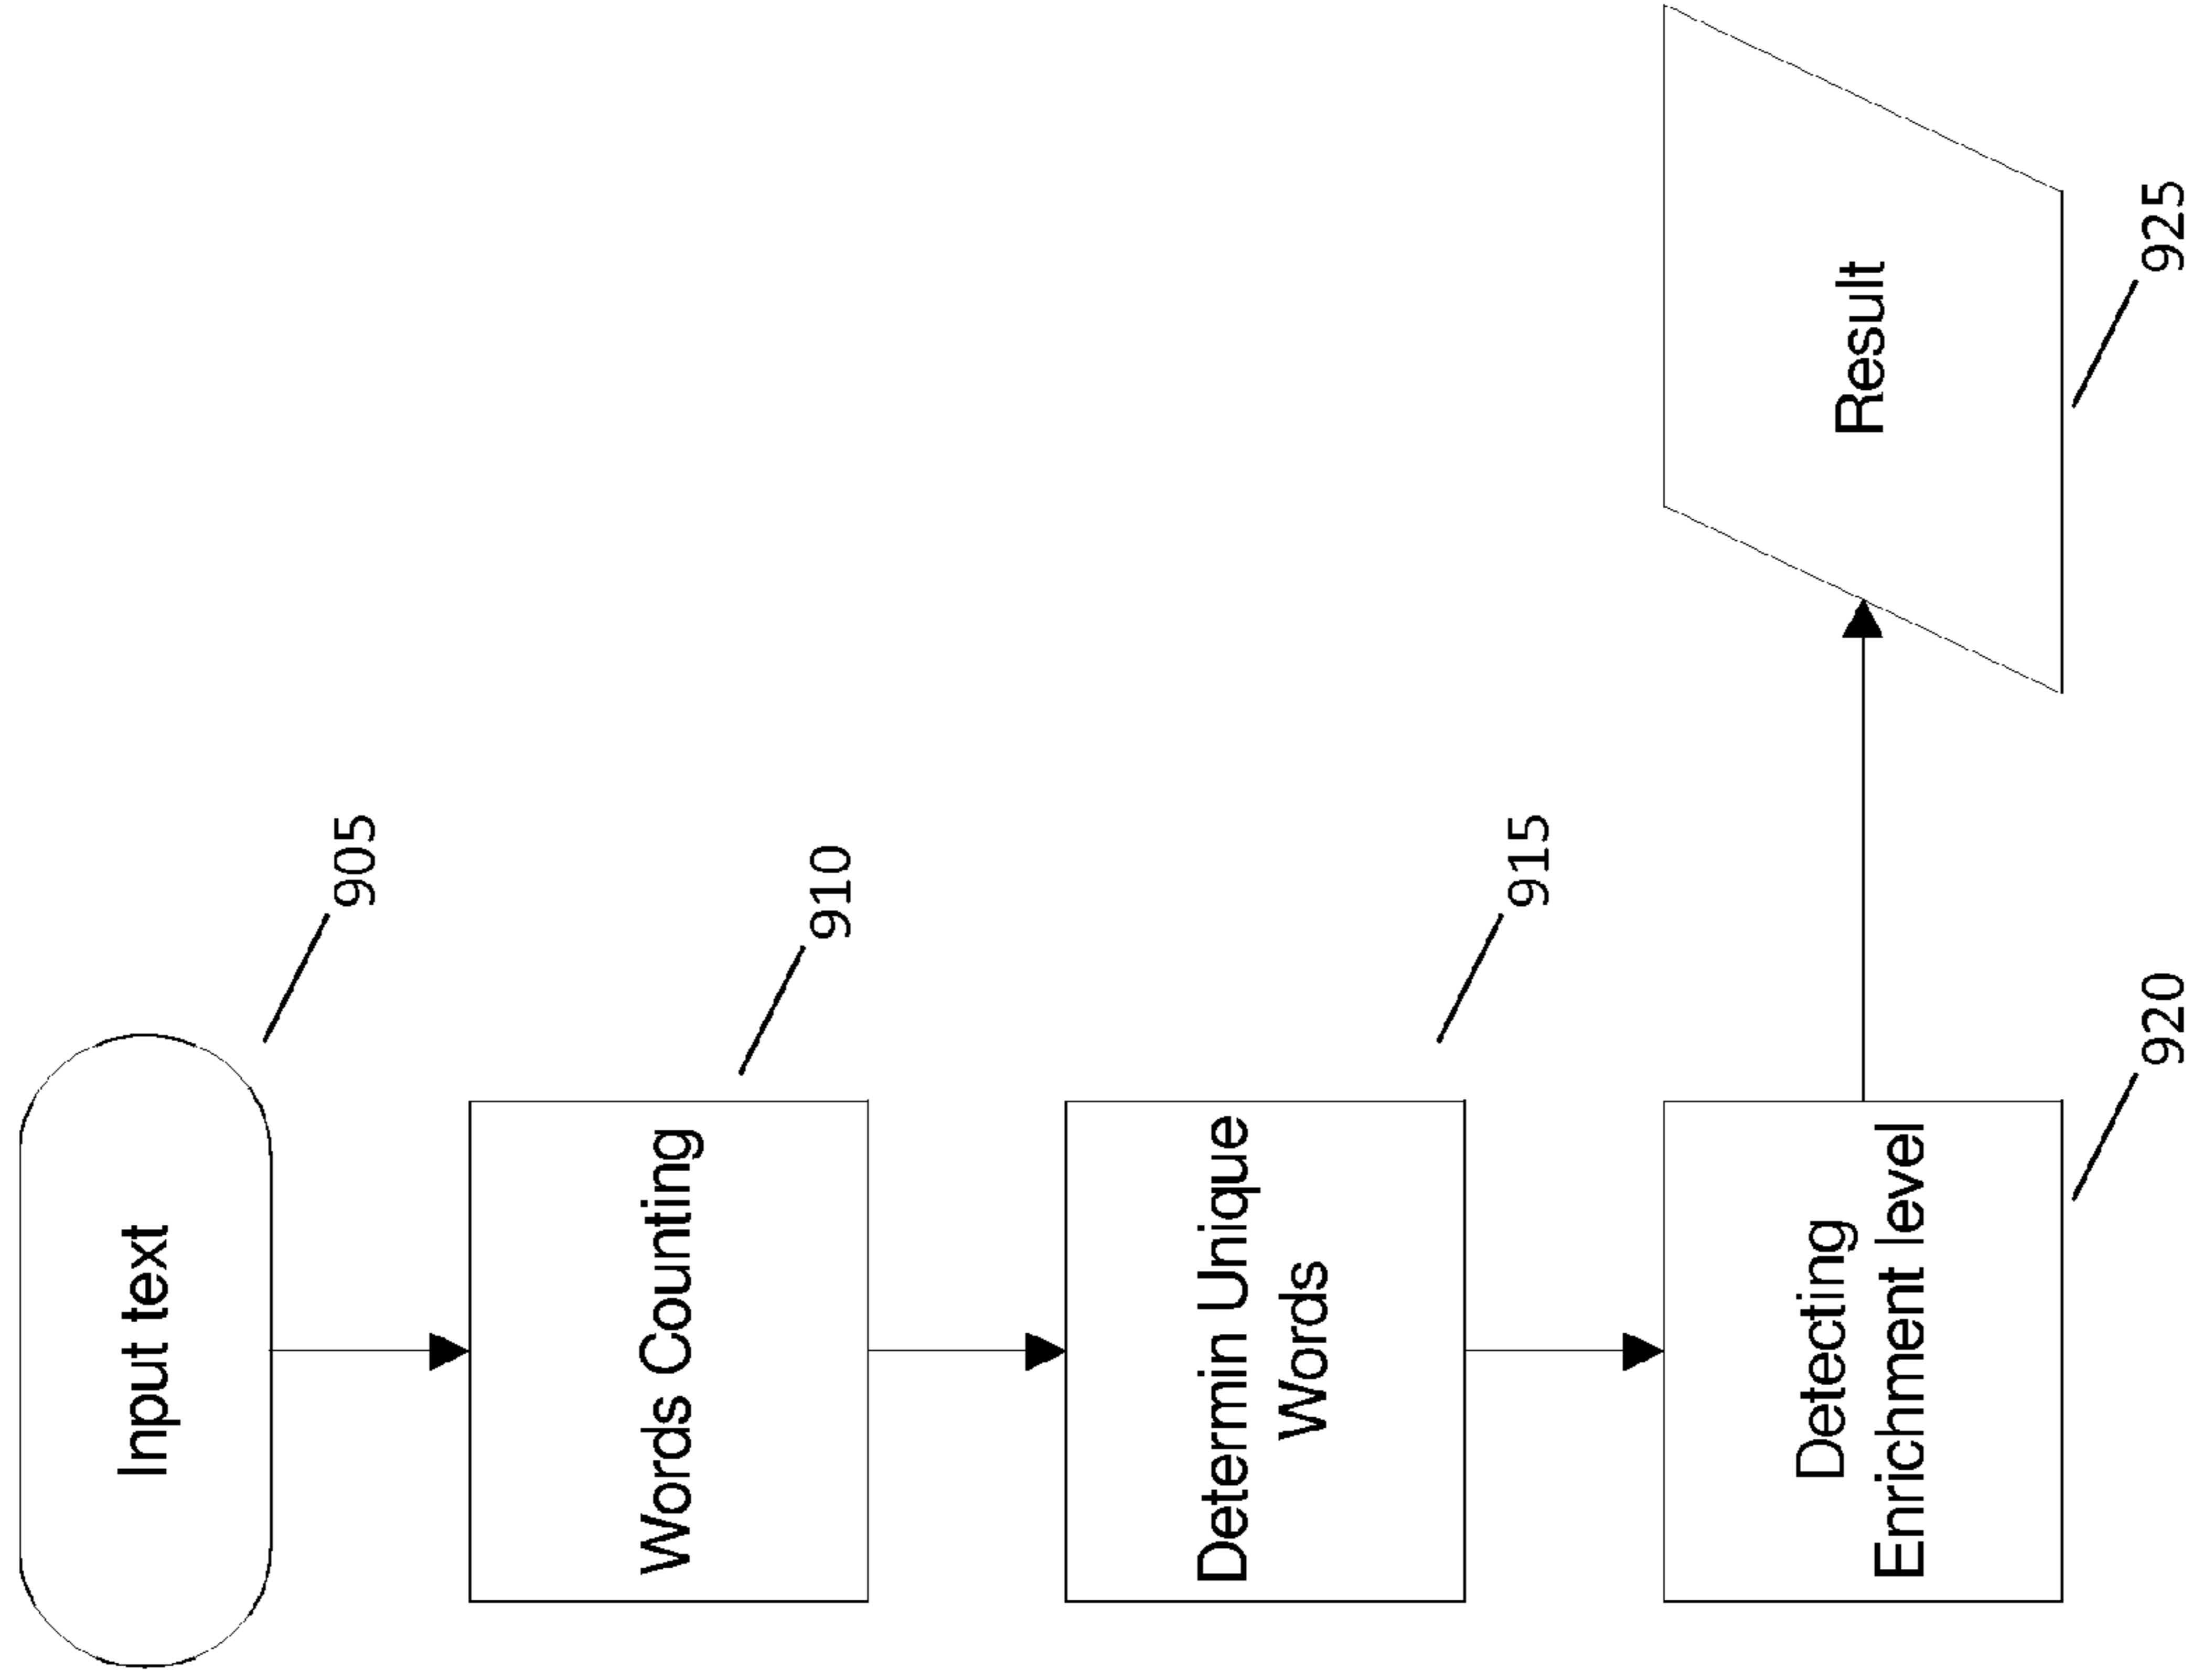 Input text
905
Words Counting
910
Determin Unique
Words
915
Detecting
Enrichment level
920
Result
925